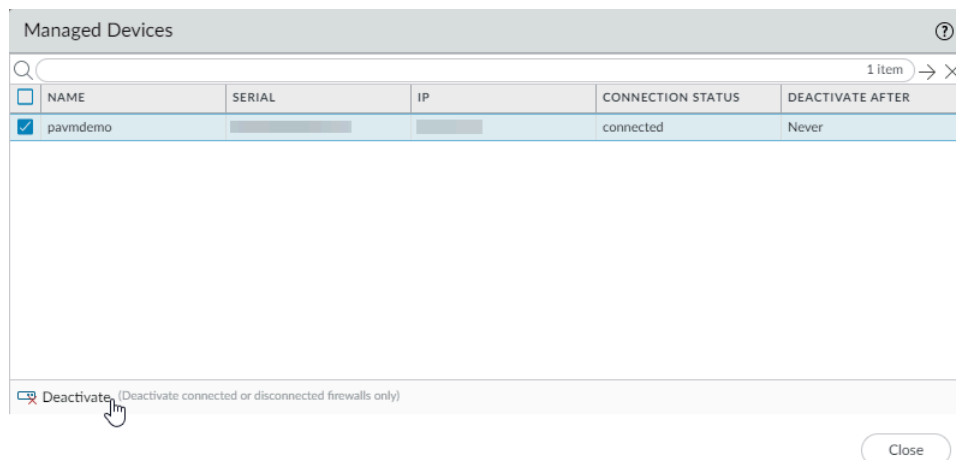 Managed Devices
1 item
NAME SERIAL IP CONNECTION STATUS DEACTIVATE AFTER
pavmdemo connected Never
Deactivate (Deactivate connected or disconnected firewalls only)
Close